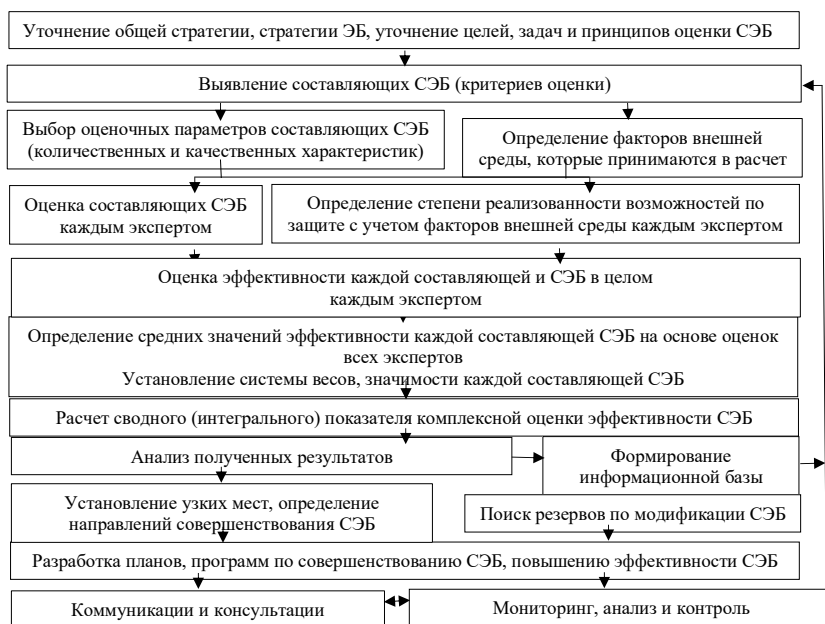 Уточнение общей стратегии, стратегии ЭБ, уточнение целей, задач и принципов оценки СЭБ
Выявление составляющих СЭБ (критериев оценки)
Выбор оценочных параметров составляющих СЭБ
(количественных и качественных характеристик)
Определение факторов внешней
среды, которые принимаются в расчет
Оценка составляющих СЭБ
каждым экспертом
Определение степени реализованности возможностей по
защите с учетом факторов внешней среды каждым экспертом
Оценка эффективности каждой составляющей и СЭБ в целом
каждым экспертом
Определение средних значений эффективности каждой составляющей СЭБ на основе оценок
всех экспертов
Установление системы весов, значимости каждой составляющей СЭБ
Расчет сводного (интегрального) показателя комплексной оценки эффективности СЭБ
Анализ полученных результатов
Формирование
информационной базы
Установление узких мест, определение
направлений совершенствования СЭБ
Поиск резервов по модификации СЭБ
Разработка планов, программ по совершенствованию СЭБ, повышению эффективности СЭБ
Коммуникации и консультации
Мониторинг, анализ и контроль